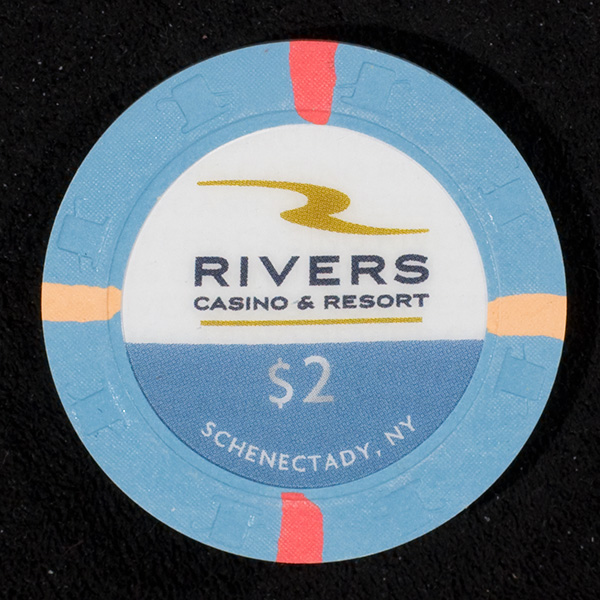 RIVERS
CASINO & RESORT
$2
SCHENECTADY, NY